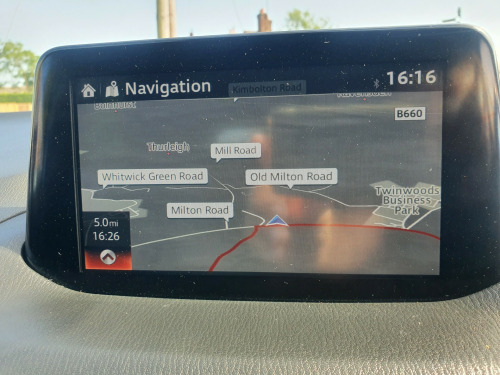 Navigation
Kimbolton Road
16:16
B660
Thurleigh
Mill Road
Whitwick Green Road
Old Milton Road
Twinwoods
Business
Park
Milton Road
5.0mi
16:26